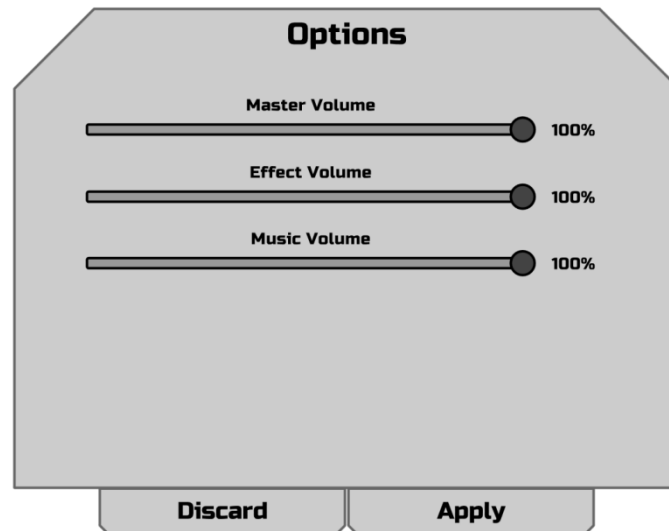 Options
Master Volume
100%
Effect Volume
100%
Music Volume
100%
Discard Apply